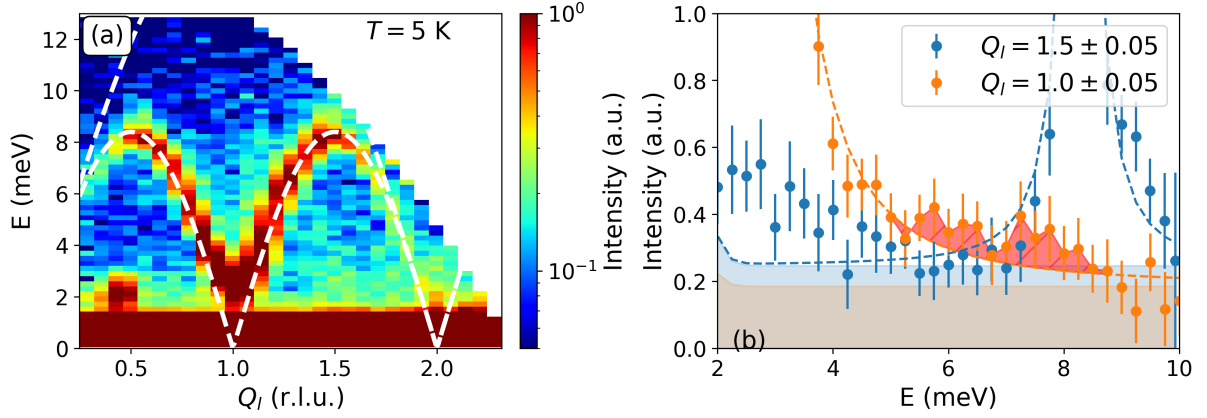 (a)
T = 5 K
E (meV)
12
10
8
6
4
2
0
0.5
1.0
1.5
2.0
Q_l (r.l.u.)
10^0
10^{-1}
Intensity (a.u.)
Intensity (a.u.)
1.0
0.8
0.6
0.4
0.2
0.0
Q_l = 1.5 ± 0.05
Q_l = 1.0 ± 0.05
(b)
2
4
6
8
10
E (meV)